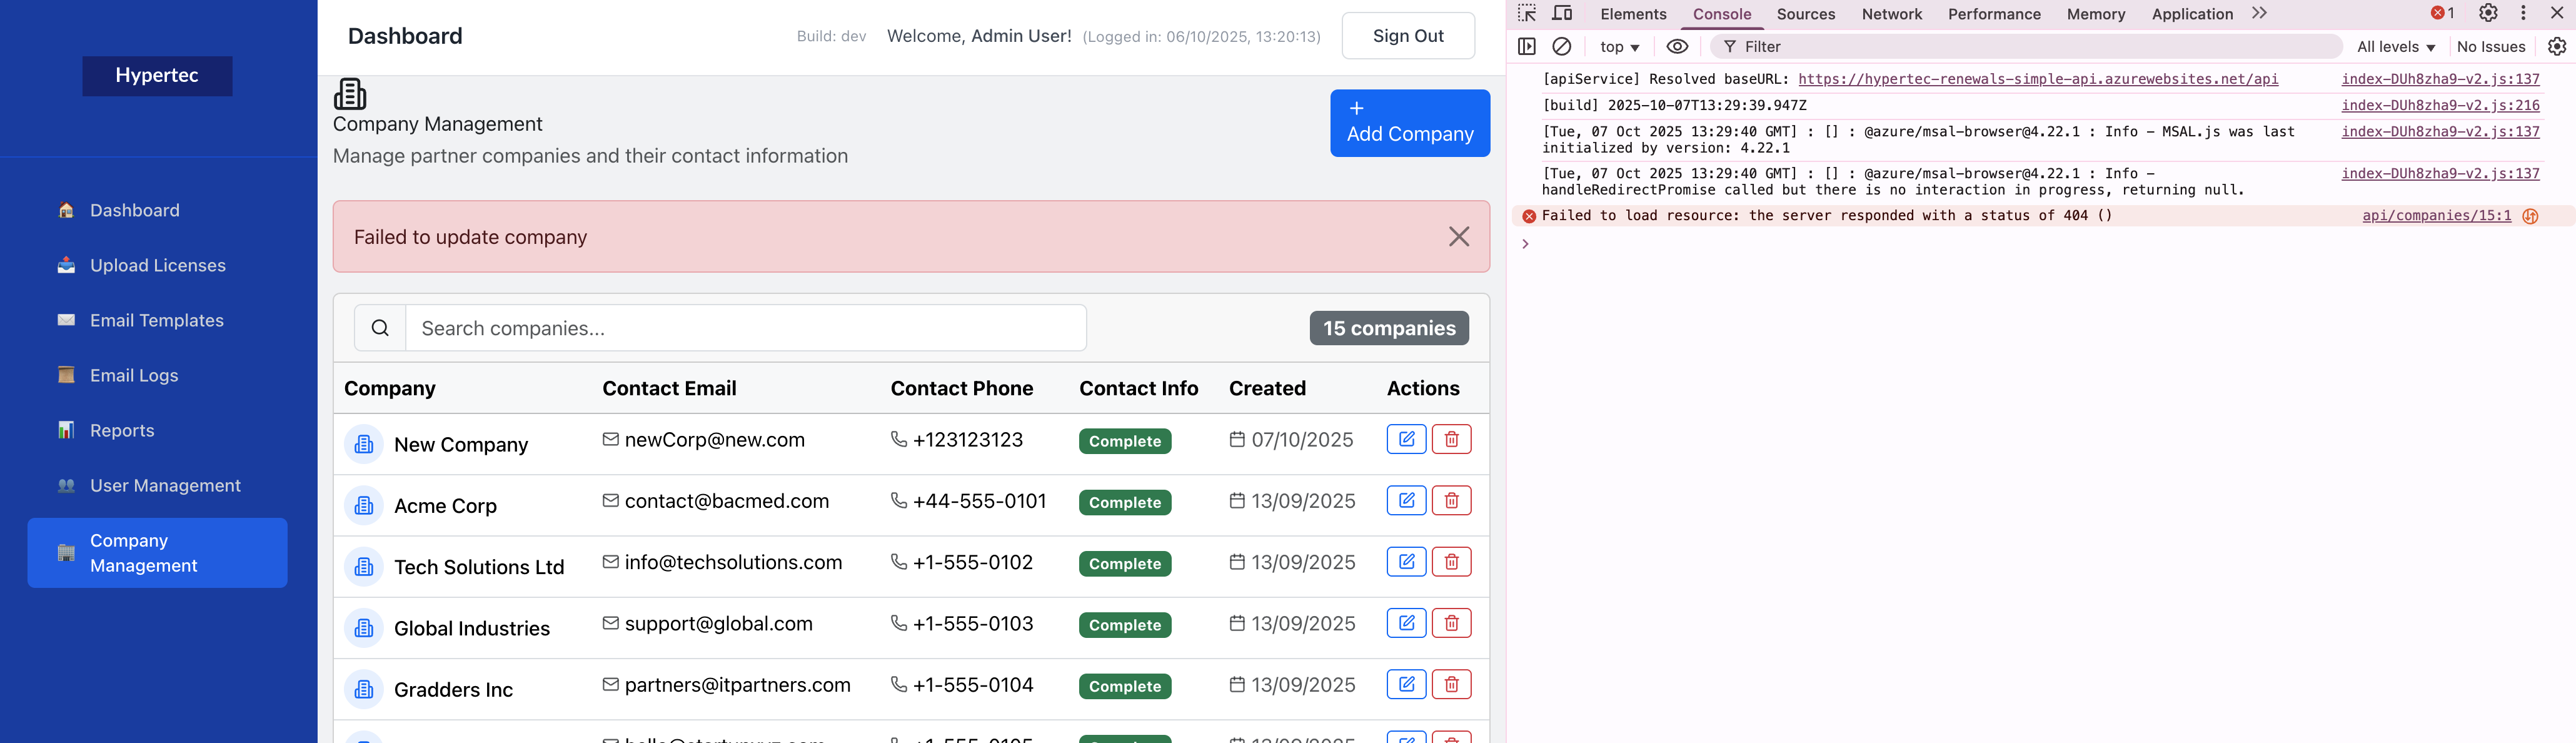 Hypertec
Dashboard
Upload Licenses
Email Templates
Email Logs
Reports
User Management
Company
Management
Dashboard
Build: dev
Welcome, Admin User! (Logged in: 06/10/2025, 13:20:13)
Sign Out
Company Management
Manage partner companies and their contact information
+
Add Company
Failed to update company
Search companies...
15 companies
Company Contact Email Contact Phone Contact Info Created Actions
New Company newCorp@new.com +123123123 Complete 07/10/2025
Acme Corp contact@bacmed.com +44-555-0101 Complete 13/09/2025
Tech Solutions Ltd info@techsolutions.com +1-555-0102 Complete 13/09/2025
Global Industries support@global.com +1-555-0103 Complete 13/09/2025
Gradders Inc partners@itpartners.com +1-555-0104 Complete 13/09/2025
Elements Console Sources Network Performance Memory Application 1
top Filter All levels No Issues
[apiService] Resolved baseURL: https://hypertec-renewals-simple-api.azurewebsites.net/api index-DUh8zha9-v2.js:137
[build] 2025-10-07T13:29:39.947Z index-DUh8zha9-v2.js:216
[Tue, 07 Oct 2025 13:29:40 GMT] : [] : @azure/msal-browser@4.22.1 : Info - MSAL.js was last index-DUh8zha9-v2.js:137
initialized by version: 4.22.1
[Tue, 07 Oct 2025 13:29:40 GMT] : [] : @azure/msal-browser@4.22.1 : Info - index-DUh8zha9-v2.js:137
handleRedirectPromise called but there is no interaction in progress, returning null.
Failed to load resource: the server responded with a status of 404 () api/companies/15:1